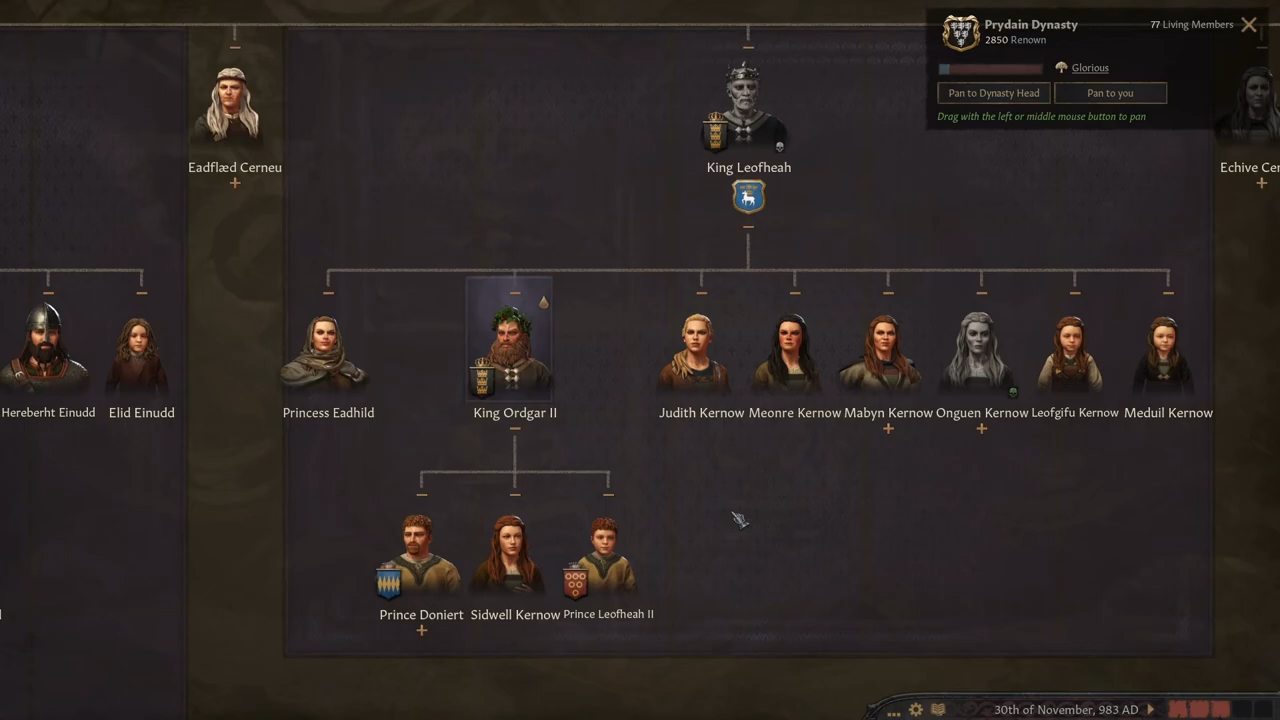 Prydain Dynasty
77 Living Members
2850 Renown
Glorious
Pan to Dynasty Head
Pan to you
Drag with the left or middle mouse button to pan
Eadflæd Cerneu
King Leofheah
Echive Cer
Hereberht Einudd
Elid Einudd
Princess Eadhild
King Ordgar II
Judith Kernow
Meonre Kernow
Mabyn Kernow
Onguen Kernow
Leofgifu Kernow
Meduil Kernow
Prince Doniert
Sidwell Kernow
Prince Leofheah II
30th of November, 983 AD